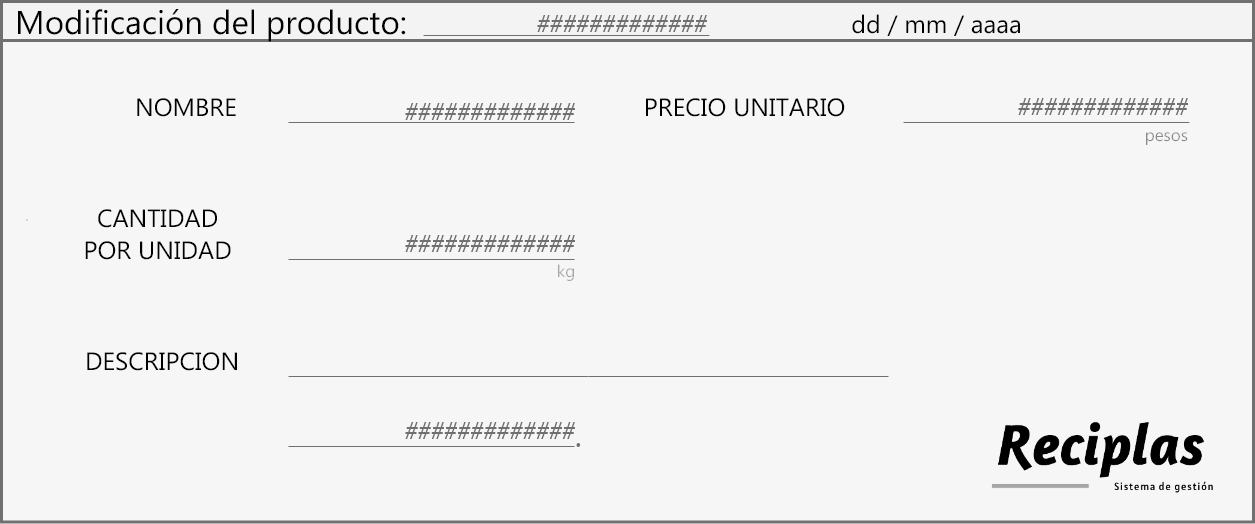 Modificación del producto: ############# dd / mm / aaaa
NOMBRE ############# PRECIO UNITARIO #############
pesos
CANTIDAD
POR UNIDAD #############
kg
DESCRIPCION
#############.
Reciplas
Sistema de gestión